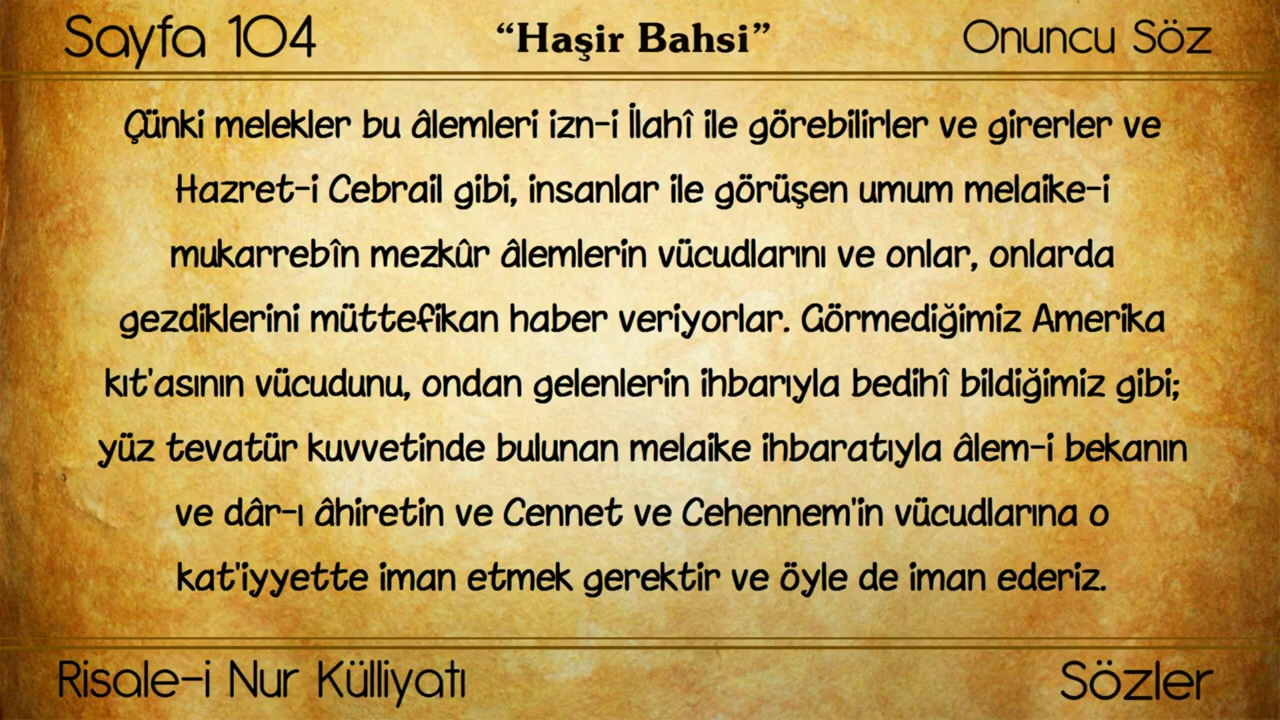 Sayfa 104
“Haşir Bahsi”
Onuncu Söz
Çünki melekler bu âlemleri izn-i İlahî ile görebilirler ve girerler ve
Hazret-i Cebrail gibi, insanlar ile görüşen umum melaike-i
mukarrebîn mezkûr âlemlerin vücudlarını ve onlar, onlarda
gezdiklerini müttefikan haber veriyorlar. Görmediğimiz Amerika
kıt'asının vücudunu, ondan gelenlerin ihbarıyla bedihî bildiğimiz gibi;
yüz tevatür kuvvetinde bulunan melaike ihbaratıyla âlem-i bekanın
ve dâr-ı âhiretin ve Cennet ve Cehennem'in vücudlarına o
kat'iyyette iman etmek gerektir ve öyle de iman ederiz.
Risale-i Nur Külliyatı
Sözler